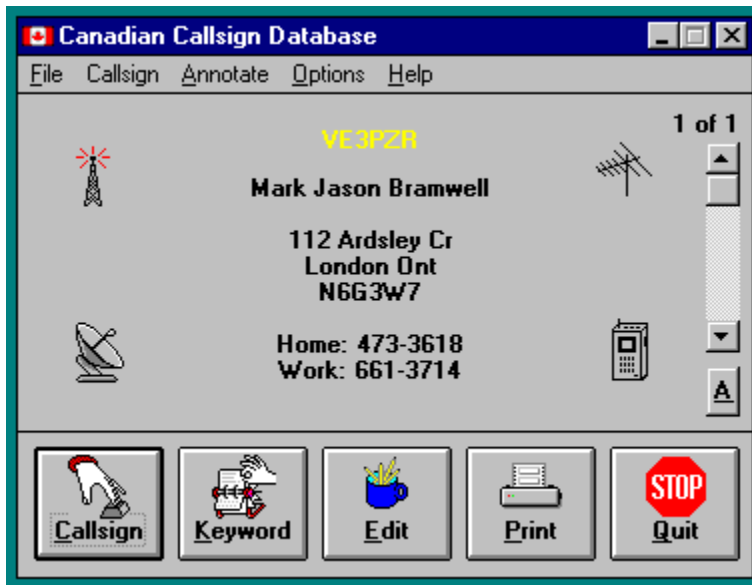 Canadian Callsign Database
File Callsign Annotate Options Help
1 of 1
VE3PZR
Mark Jason Bramwell
112 Ardsley Cr
London Ont
N6G3W7
Home: 473-3618
Work: 661-3714
A
Callsign Keyword Edit Print STOP Quit